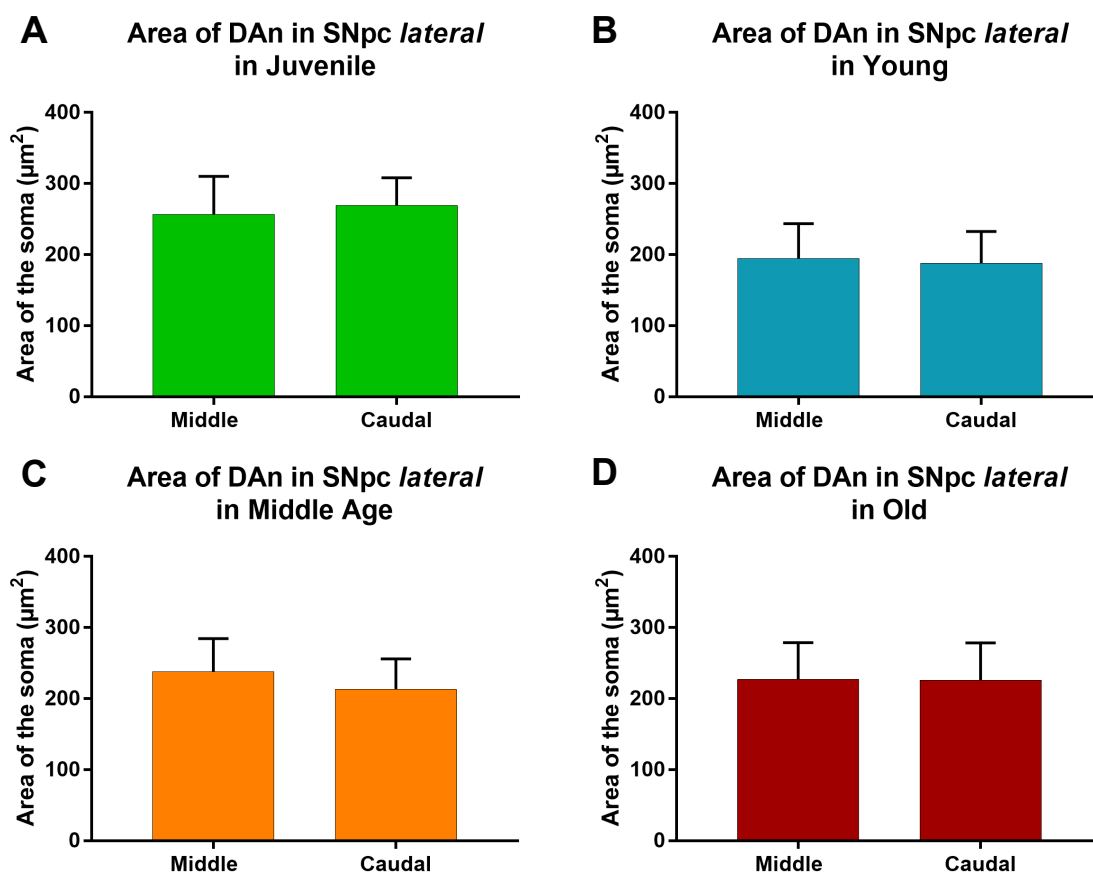 A
Area of DAn in SNpc lateral
in Juvenile
Area of the soma (µm²)
400
300
200
100
0
Middle
Caudal
B
Area of DAn in SNpc lateral
in Young
Area of the soma (µm²)
400
300
200
100
0
Middle
Caudal
C
Area of DAn in SNpc lateral
in Middle Age
Area of the soma (µm²)
400
300
200
100
0
Middle
Caudal
D
Area of DAn in SNpc lateral
in Old
Area of the soma (µm²)
400
300
200
100
0
Middle
Caudal